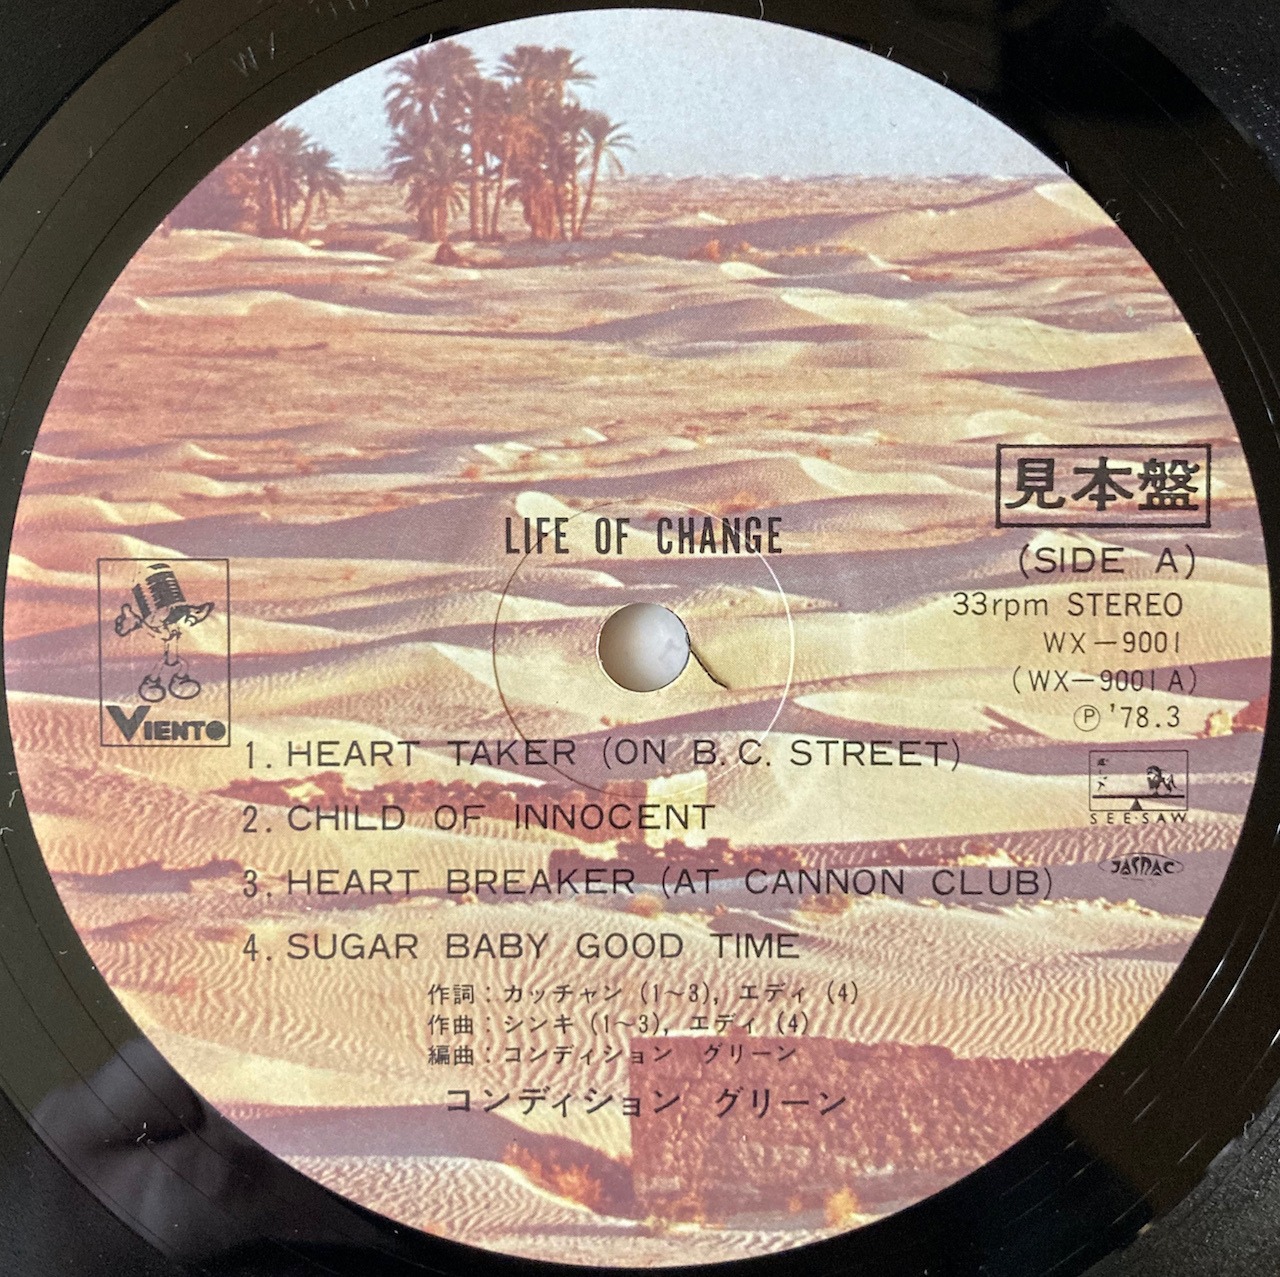 見本盤
LIFE OF CHANGE
(SIDE A)
33rpm STEREO
WX-9001
(WX-9001A)
Ⓟ'78.3
VIENTO
1. HEART TAKER (ON B.C. STREET)
2. CHILD OF INNOCENT
SEE·SAW
3. HEART BREAKER (AT CANNON CLUB)
JASRAC
4. SUGAR BABY GOOD TIME
作詞:カッチャン (1~3), エディ (4)
作曲:シンキ (1~3), エディ (4)
編曲:コンディション グリーン
コンディション グリーン